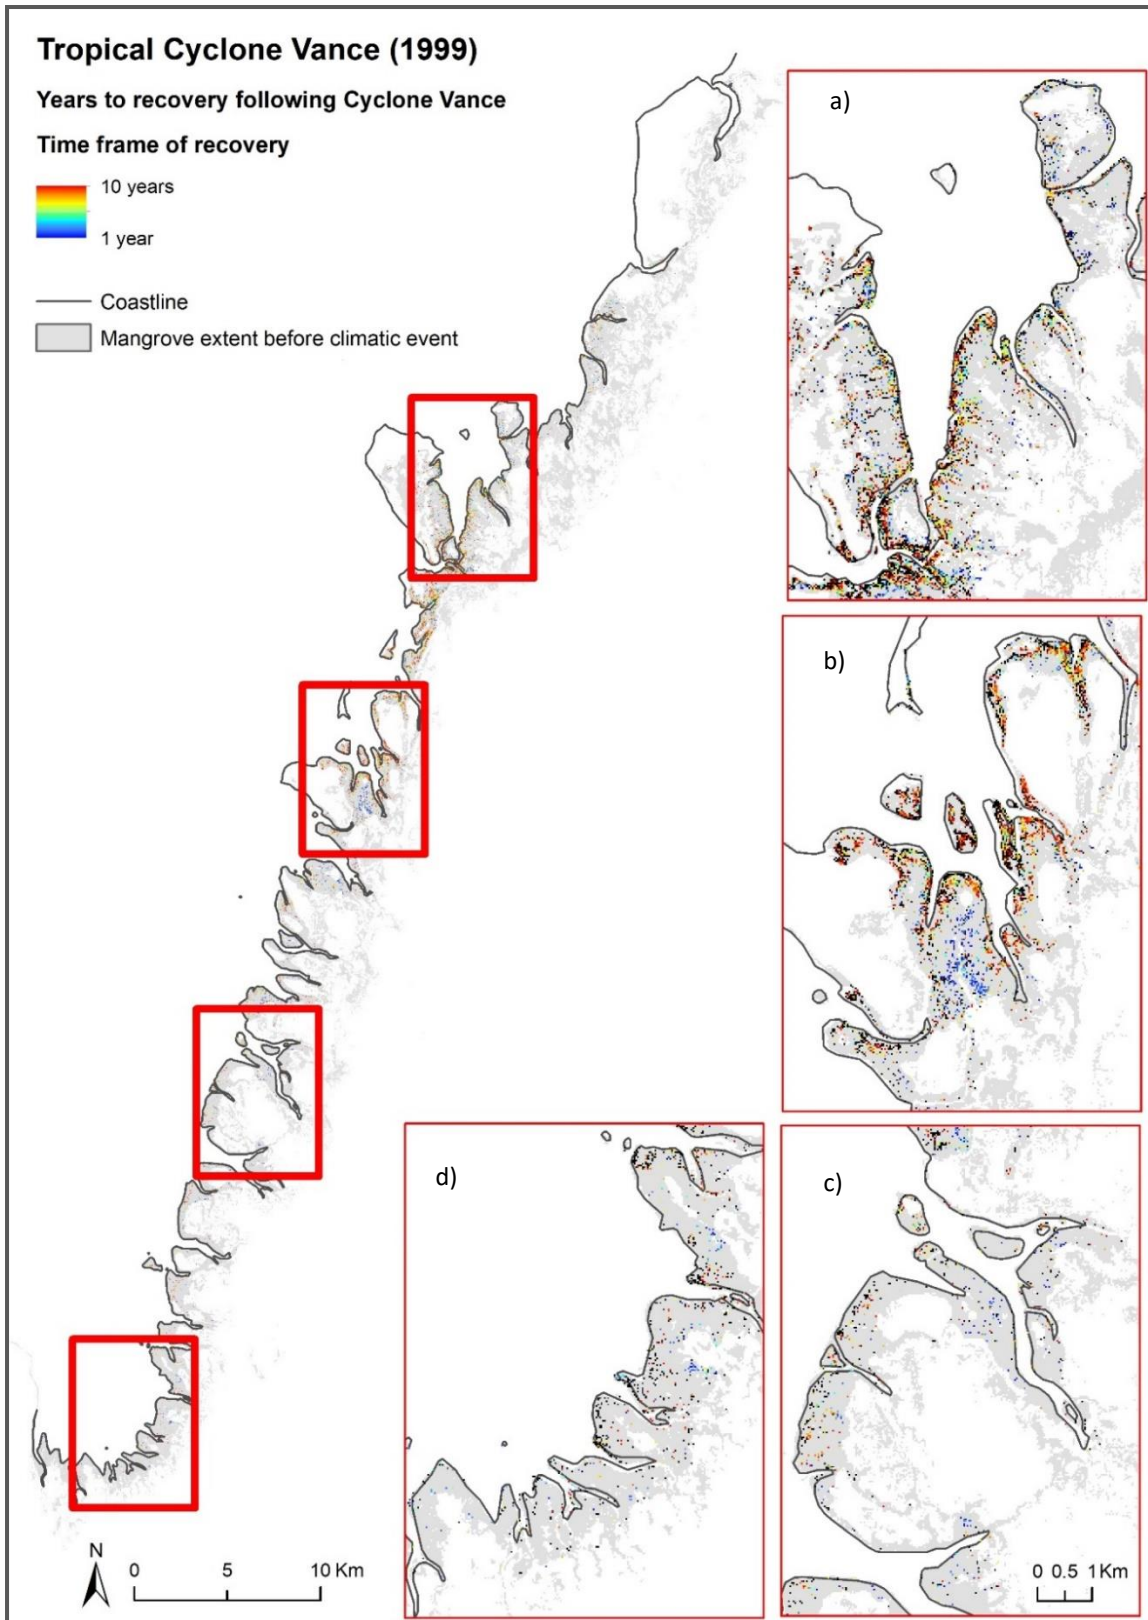 Tropical Cyclone Vance (1999)
Years to recovery following Cyclone Vance
Time frame of recovery
10 years
1 year
Coastline
Mangrove extent before climatic event
a)
b)
d)
c)
N
0 5 10 Km
0 0.5 1 Km